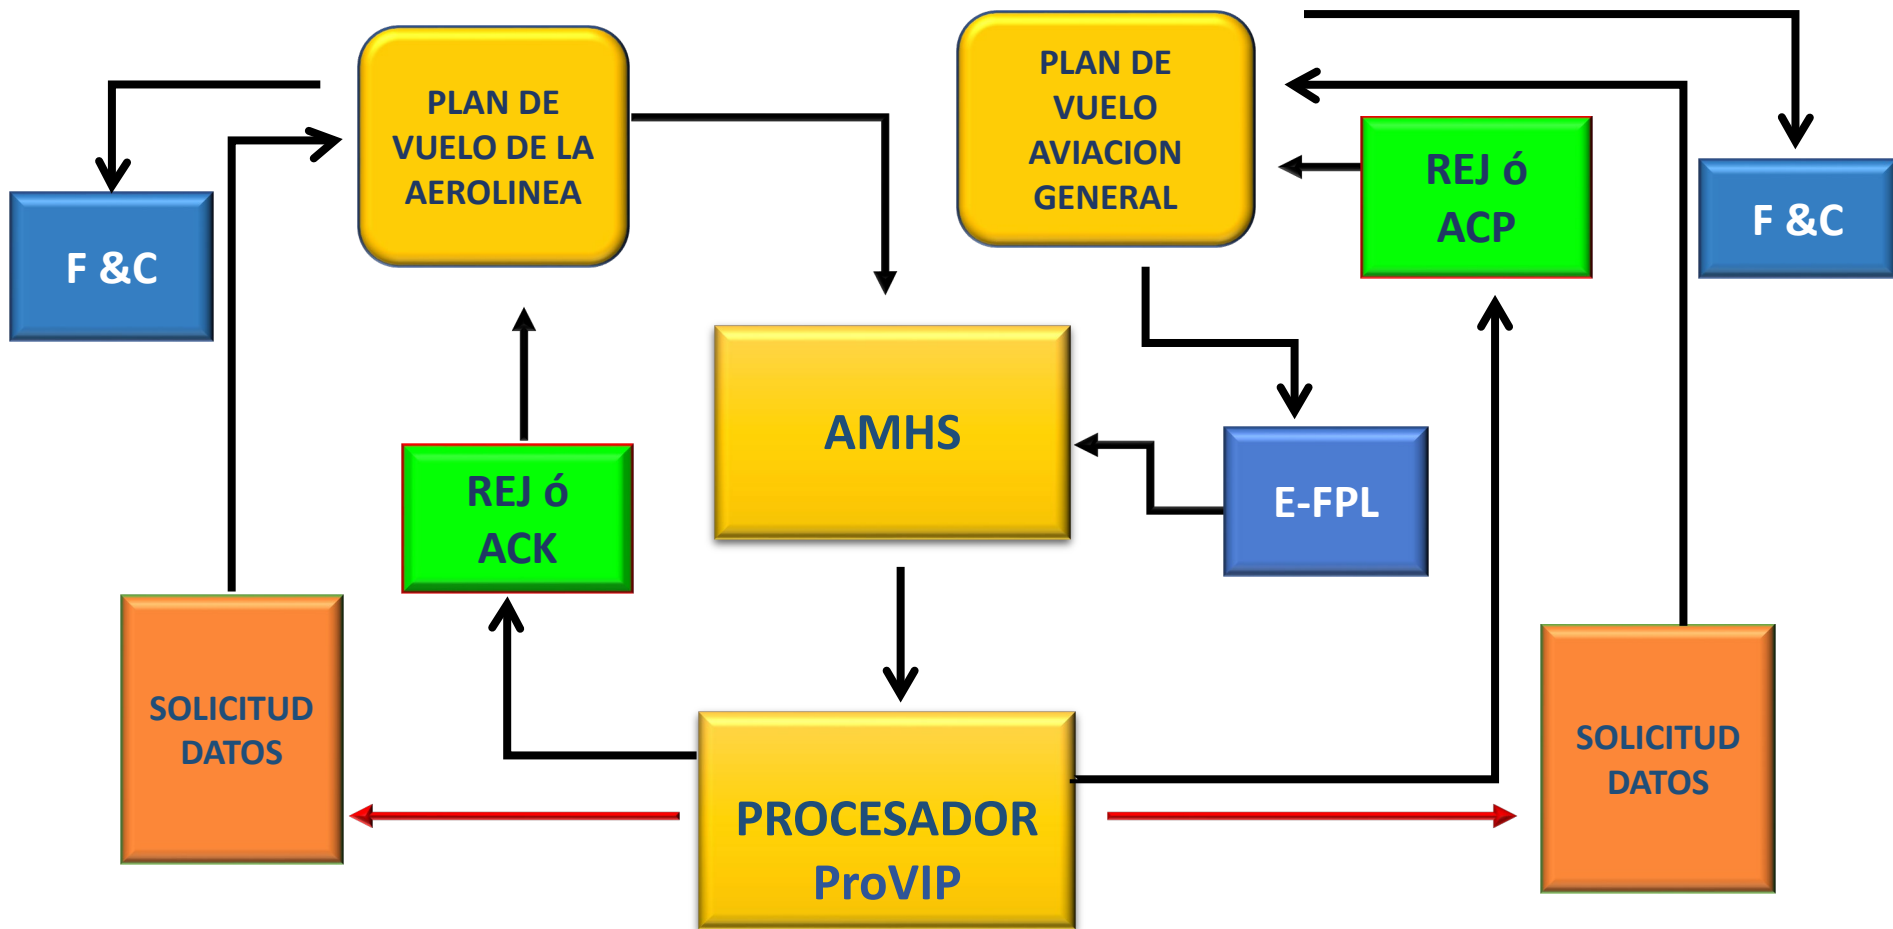 PLAN DE
VUELO DE LA
AEROLINEA
PLAN DE
VUELO
AVIACION
GENERAL
REJ ó
ACP
F &C
F &C
AMHS
REJ ó
ACK
E-FPL
SOLICITUD
DATOS
SOLICITUD
DATOS
PROCESADOR
ProVIP